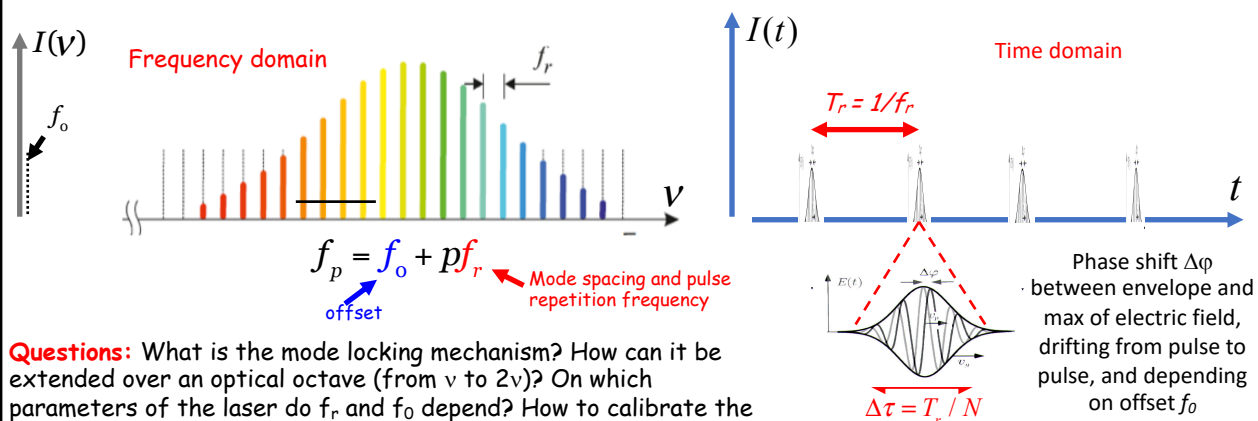 I(ν)
Frequency domain
f_r
f_o
ν
f_p = f_o + pf_r
offset
Mode spacing and pulse
repetition frequency
Questions: What is the mode locking mechanism? How can it be
extended over an optical octave (from ν to 2ν)? On which
parameters of the laser do f_r and f_0 depend? How to calibrate the
I(t)
Time domain
T_r = 1/f_r
t
Δφ
E(t)
Δτ = T_r / N
Phase shift Δφ
between envelope and
max of electric field,
drifting from pulse to
pulse, and depending
on offset f_0